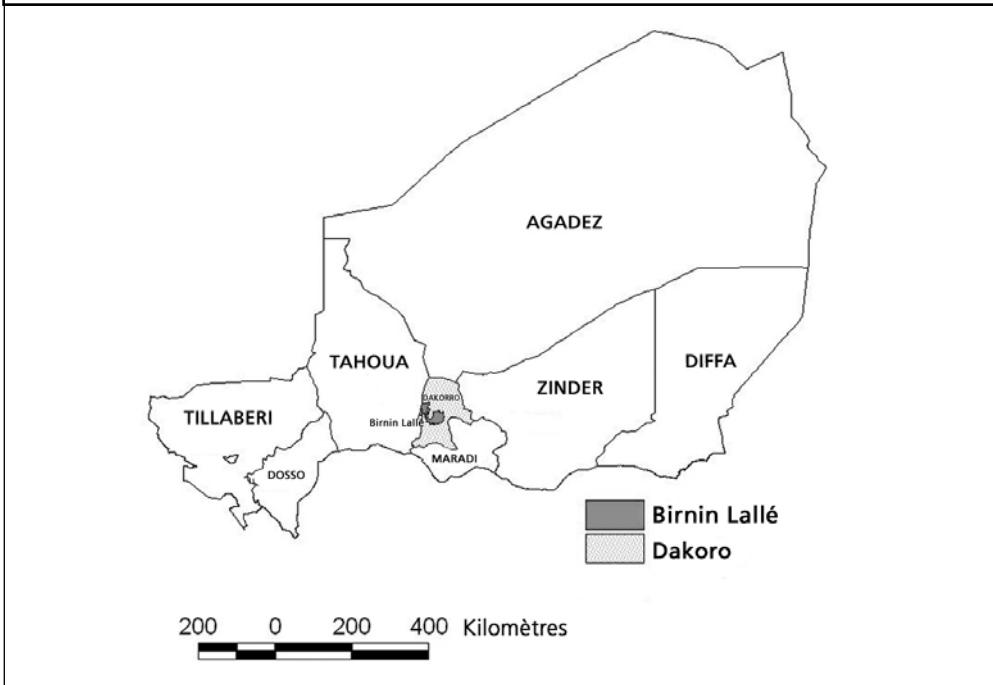 AGADEZ
TAHOUA
DIFFA
ZINDER
DAKORRO
TILLABERI
Birnin Lallé
MARADI
DOSSO
Birnin Lallé
Dakoro
200 0 200 400 Kilomètres